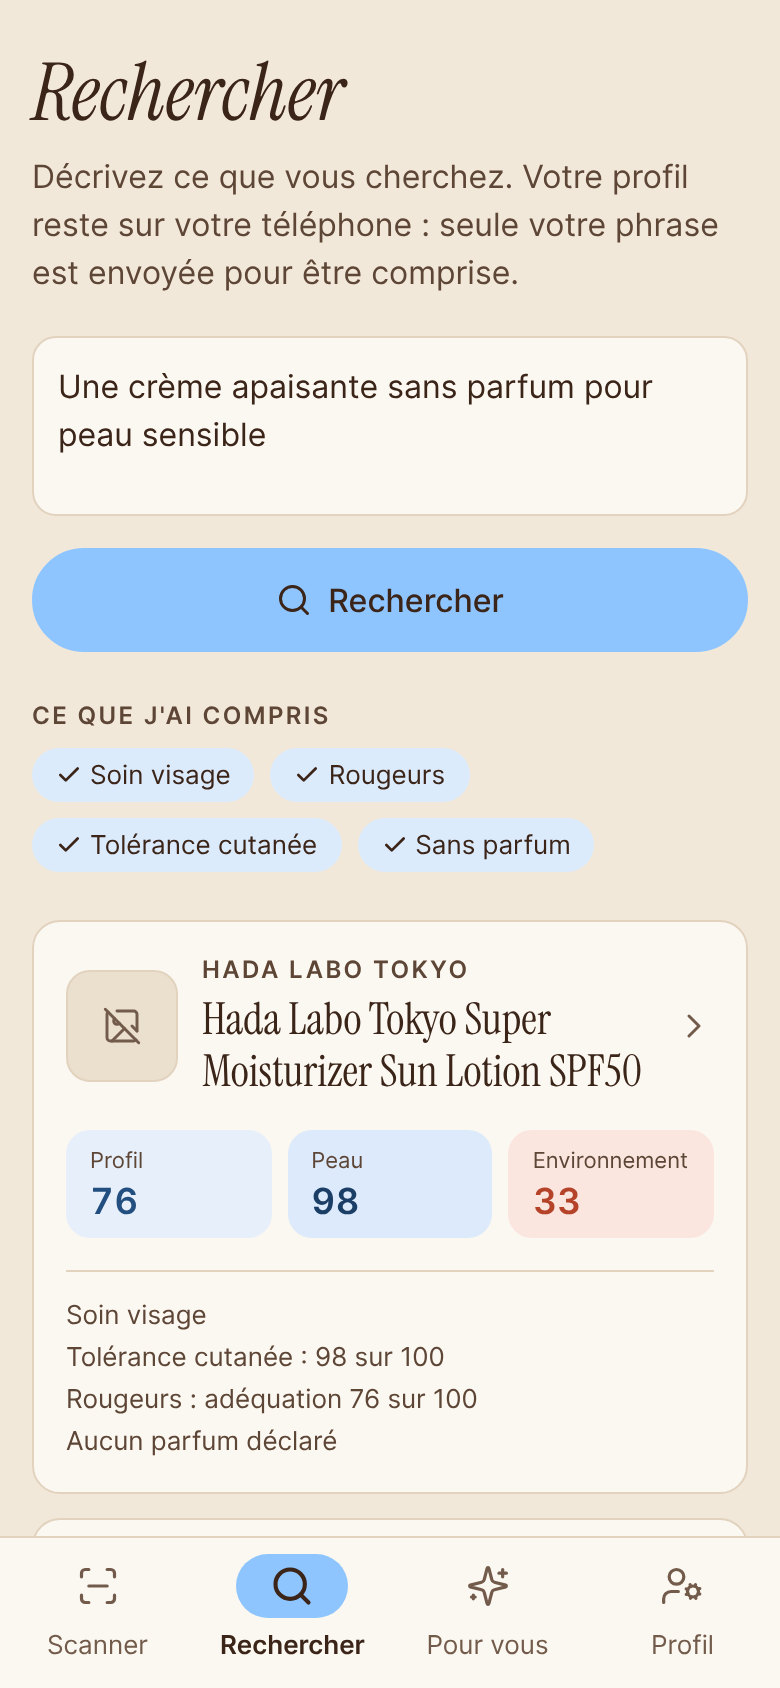 Rechercher
Décrivez ce que vous cherchez. Votre profil
reste sur votre téléphone : seule votre phrase
est envoyée pour être comprise.
Une crème apaisante sans parfum pour
peau sensible
Rechercher
CE QUE J'AI COMPRIS
Soin visage
Rougeurs
Tolérance cutanée
Sans parfum
HADA LABO TOKYO
Hada Labo Tokyo Super
Moisturizer Sun Lotion SPF50
Profil
76
Peau
98
Environnement
33
Soin visage
Tolérance cutanée : 98 sur 100
Rougeurs : adéquation 76 sur 100
Aucun parfum déclaré
Scanner
Rechercher
Pour vous
Profil